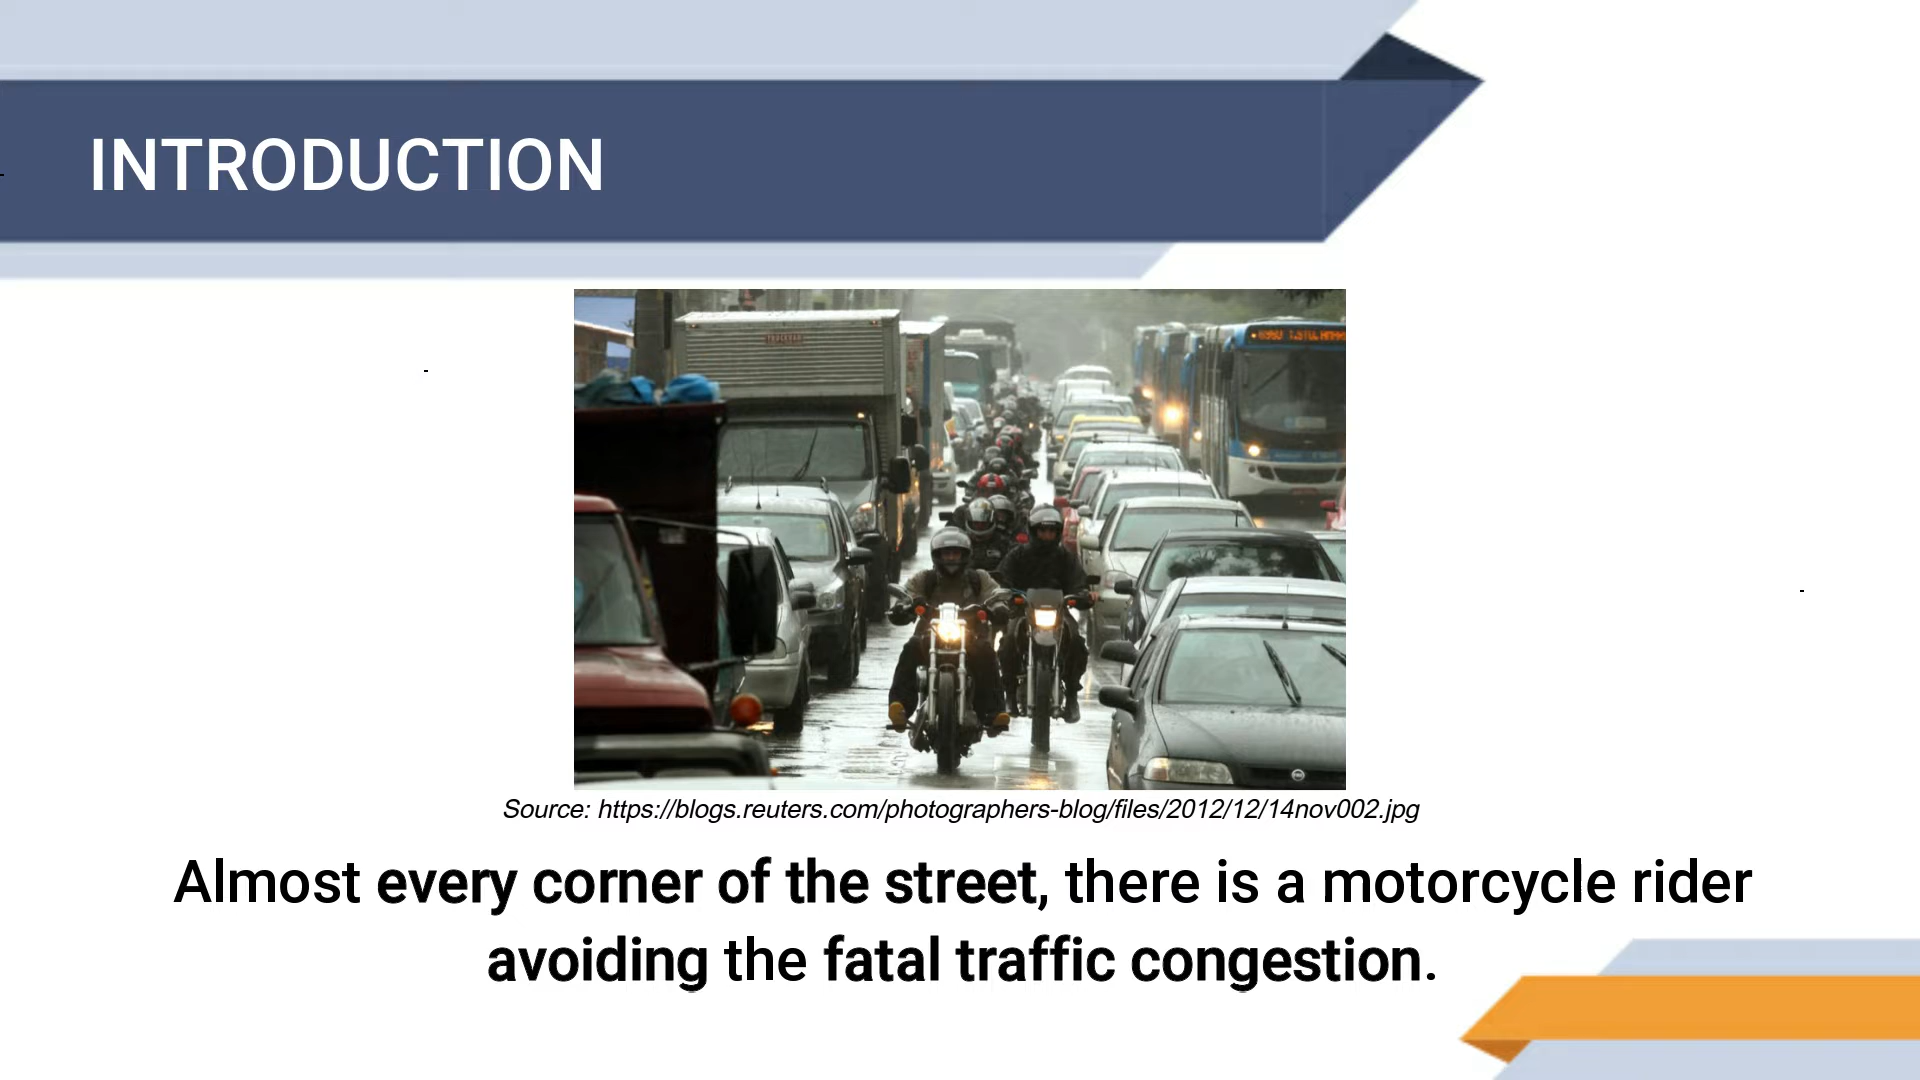 INTRODUCTION
Source: https://blogs.reuters.com/photographers-blog/files/2012/12/14nov002.jpg
Almost every corner of the street, there is a motorcycle rider
avoiding the fatal traffic congestion.